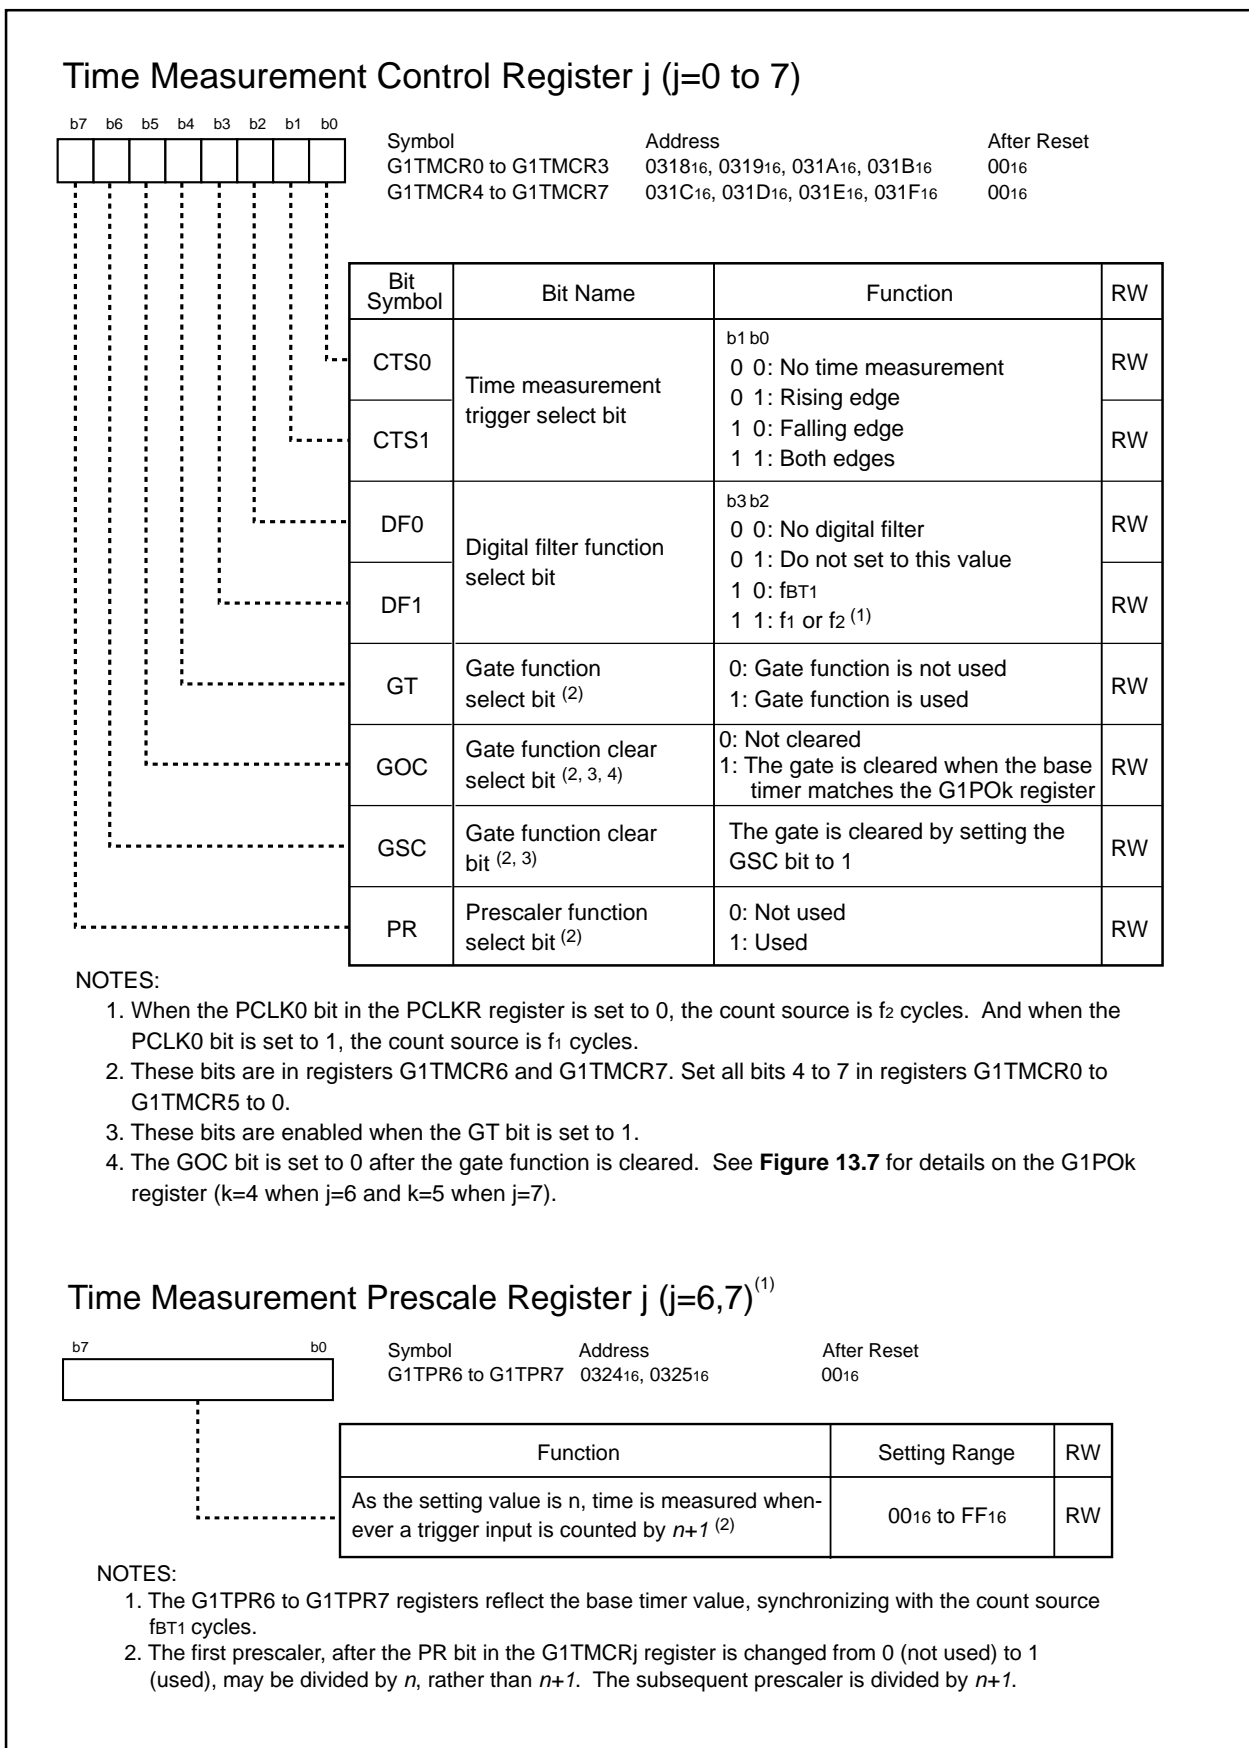 Time Measurement Control Register j (j=0 to 7)
b7 b6 b5 b4 b3 b2 b1 b0
Symbol Address After Reset
G1TMCR0 to G1TMCR3 031816, 031916, 031A16, 031B16 0016
G1TMCR4 to G1TMCR7 031C16, 031D16, 031E16, 031F16 0016
Bit Symbol Bit Name Function RW
CTS0 RW
CTS1 RW
Time measurement
trigger select bit
b1 b0
0 0: No time measurement
0 1: Rising edge
1 0: Falling edge
1 1: Both edges
DF0 RW
DF1 RW
Digital filter function
select bit
b3 b2
0 0: No digital filter
0 1: Do not set to this value
1 0: fBT1
1 1: f1 or f2 (1)
GT RW
Gate function
select bit (2)
0: Gate function is not used
1: Gate function is used
GOC RW
Gate function clear
select bit (2, 3, 4)
0: Not cleared
1: The gate is cleared when the base
timer matches the G1POk register
GSC RW
Gate function clear
bit (2, 3)
The gate is cleared by setting the
GSC bit to 1
PR RW
Prescaler function
select bit (2)
0: Not used
1: Used
NOTES:
1. When the PCLK0 bit in the PCLKR register is set to 0, the count source is f2 cycles. And when the
PCLK0 bit is set to 1, the count source is f1 cycles.
2. These bits are in registers G1TMCR6 and G1TMCR7. Set all bits 4 to 7 in registers G1TMCR0 to
G1TMCR5 to 0.
3. These bits are enabled when the GT bit is set to 1.
4. The GOC bit is set to 0 after the gate function is cleared. See Figure 13.7 for details on the G1POk
register (k=4 when j=6 and k=5 when j=7).
Time Measurement Prescale Register j (j=6,7)(1)
b7 b0
Symbol Address After Reset
G1TPR6 to G1TPR7 032416, 032516 0016
Function Setting Range RW
As the setting value is n, time is measured when-
ever a trigger input is counted by n+1 (2)
0016 to FF16 RW
NOTES:
1. The G1TPR6 to G1TPR7 registers reflect the base timer value, synchronizing with the count source
fBT1 cycles.
2. The first prescaler, after the PR bit in the G1TMCRj register is changed from 0 (not used) to 1
(used), may be divided by n, rather than n+1. The subsequent prescaler is divided by n+1.